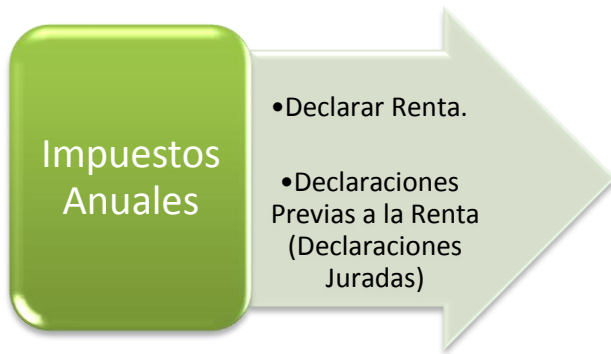 Impuestos
Anuales
•Declarar Renta.
•Declaraciones
Previas a la Renta
(Declaraciones
Juradas)